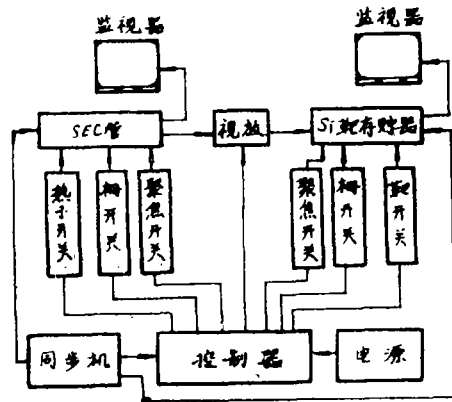 监视器
监视器
SEC管
视放
Si靶存贮器
热子开关
栅开关
聚焦开关
聚焦开关
栅开关
靶开关
同步机
控制器
电源